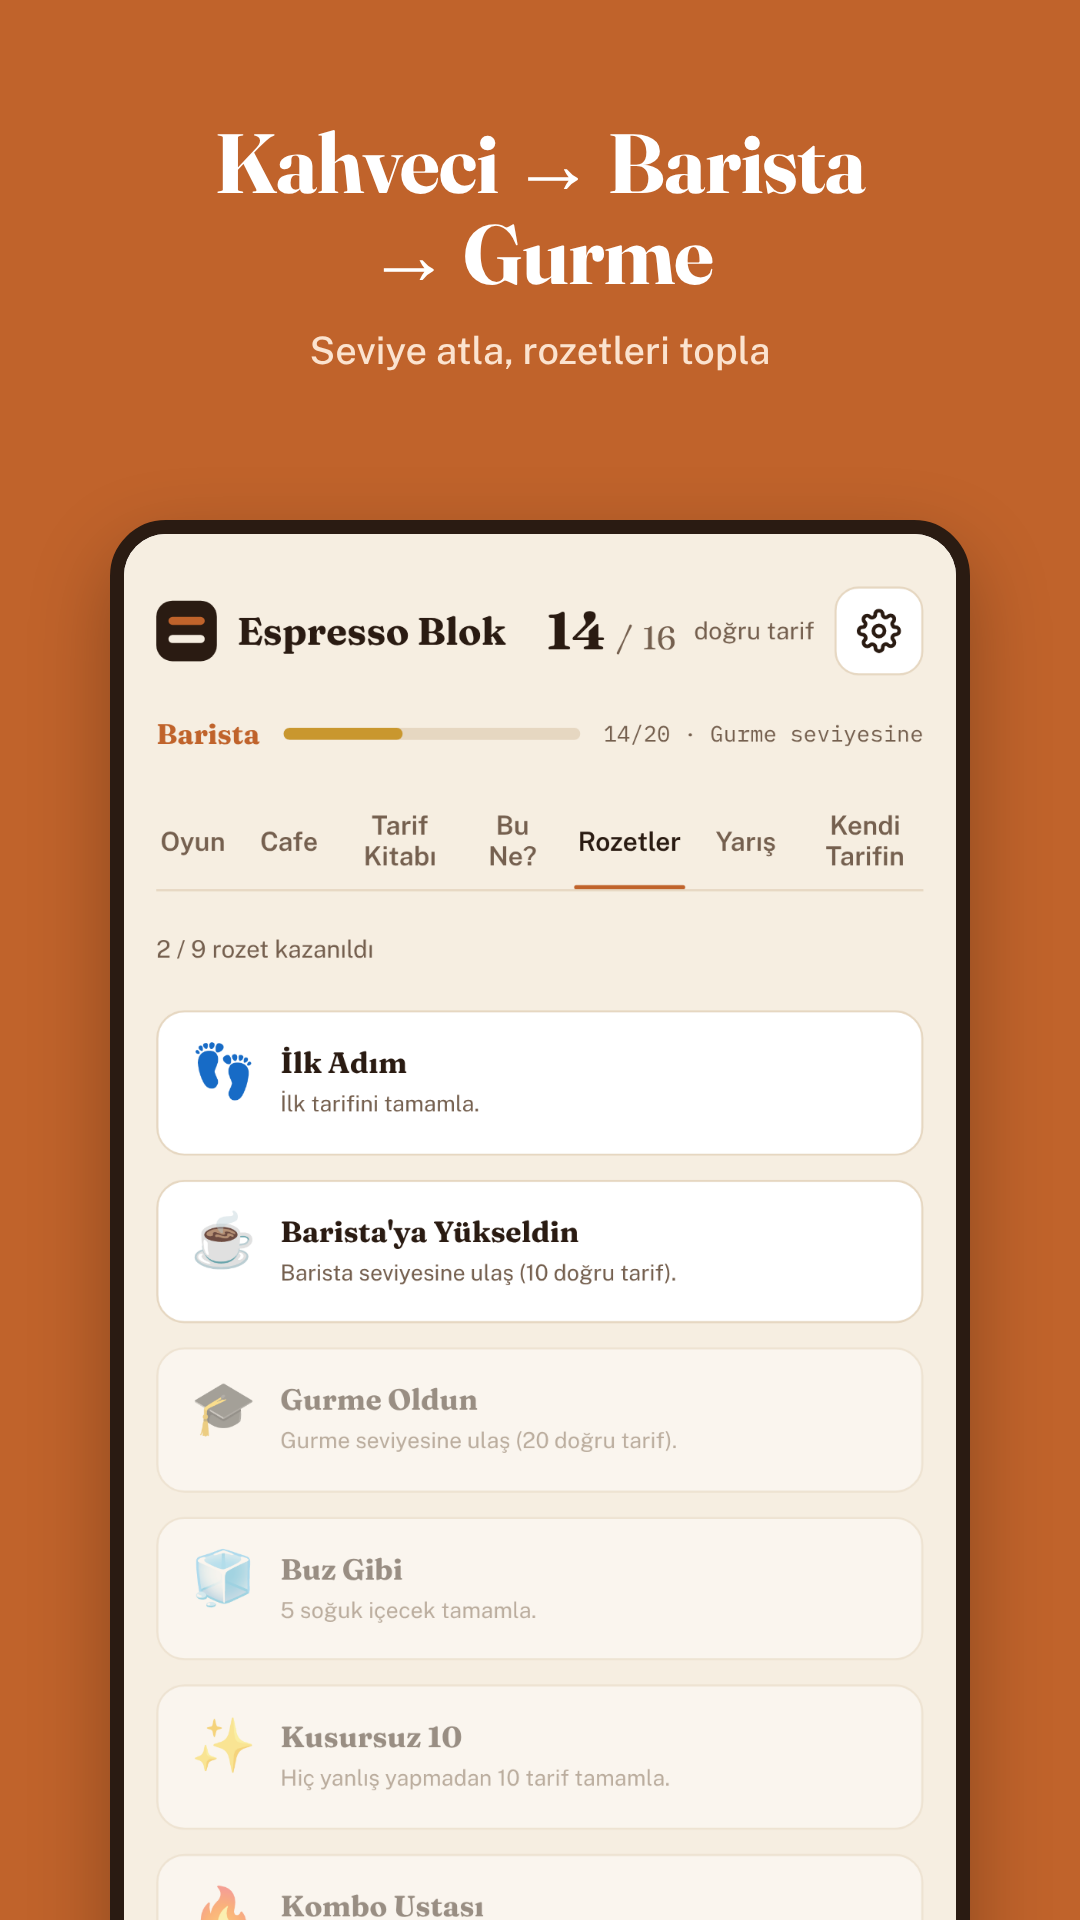 Kahveci → Barista
→ Gurme
Seviye atla, rozetleri topla
Espresso Blok 14 / 16 doğru tarif
Barista 14/20 · Gurme seviyesine
Oyun Cafe Tarif Kitabı Bu Ne? Rozetler Yarış Kendi Tarifin
2 / 9 rozet kazanıldı
İlk Adım
İlk tarifini tamamla.
Barista'ya Yükseldin
Barista seviyesine ulaş (10 doğru tarif).
Gurme Oldun
Gurme seviyesine ulaş (20 doğru tarif).
Buz Gibi
5 soğuk içecek tamamla.
Kusursuz 10
Hiç yanlış yapmadan 10 tarif tamamla.
Kombo Ustası